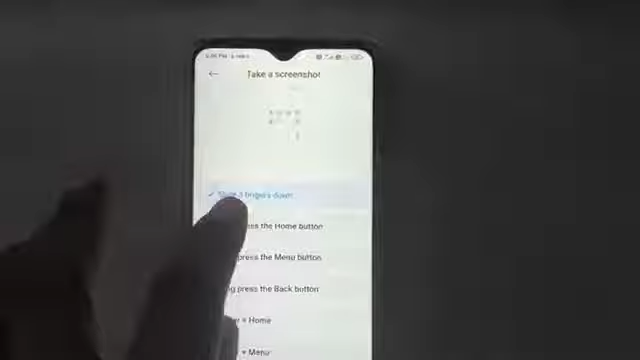 Take a screenshot
Slide 3 fingers down
press the Home button
press the Menu button
press the Back button
+ Home
+ Menu